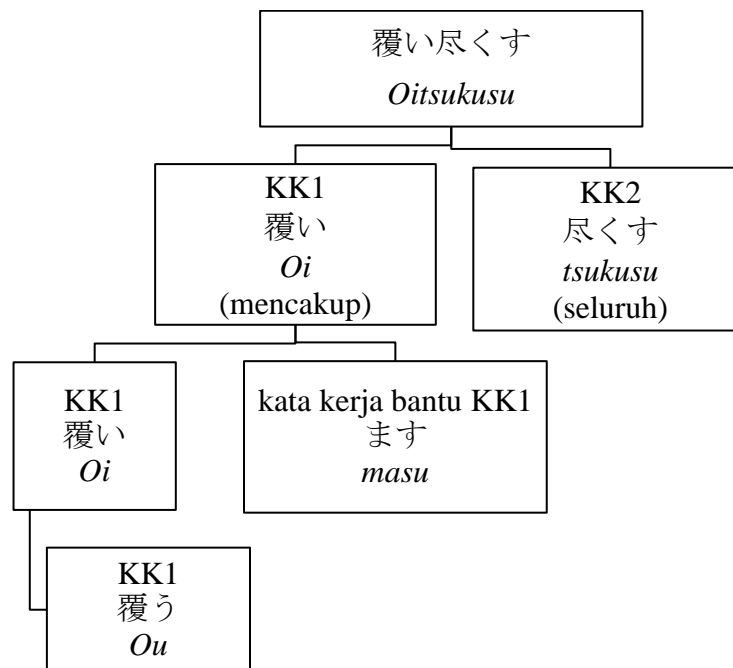 覆い尽くす
Oitsukusu
KK1
覆い
Oi
(mencakup)
KK2
尽くす
tsukusu
(seluruh)
KK1
覆い
Oi
kata kerja bantu KK1
ます
masu
KK1
覆う
Ou